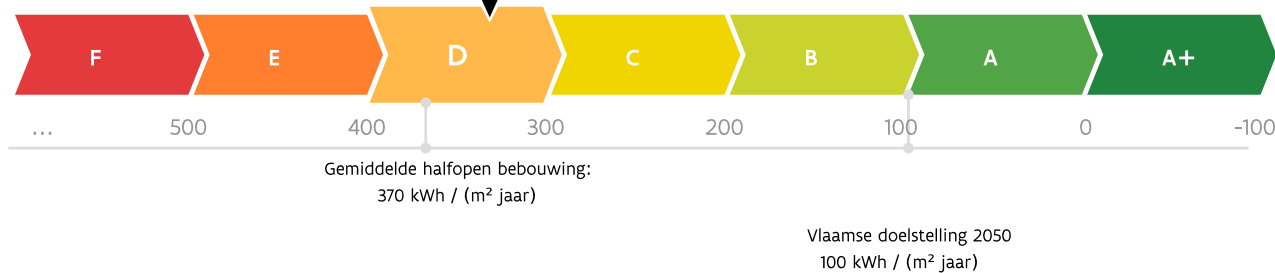 F E D C B A A+
... 500 400 300 200 100 0 -100
Gemiddelde halfopen bebouwing:
370 kWh / (m² jaar)
Vlaamse doelstelling 2050
100 kWh / (m² jaar)